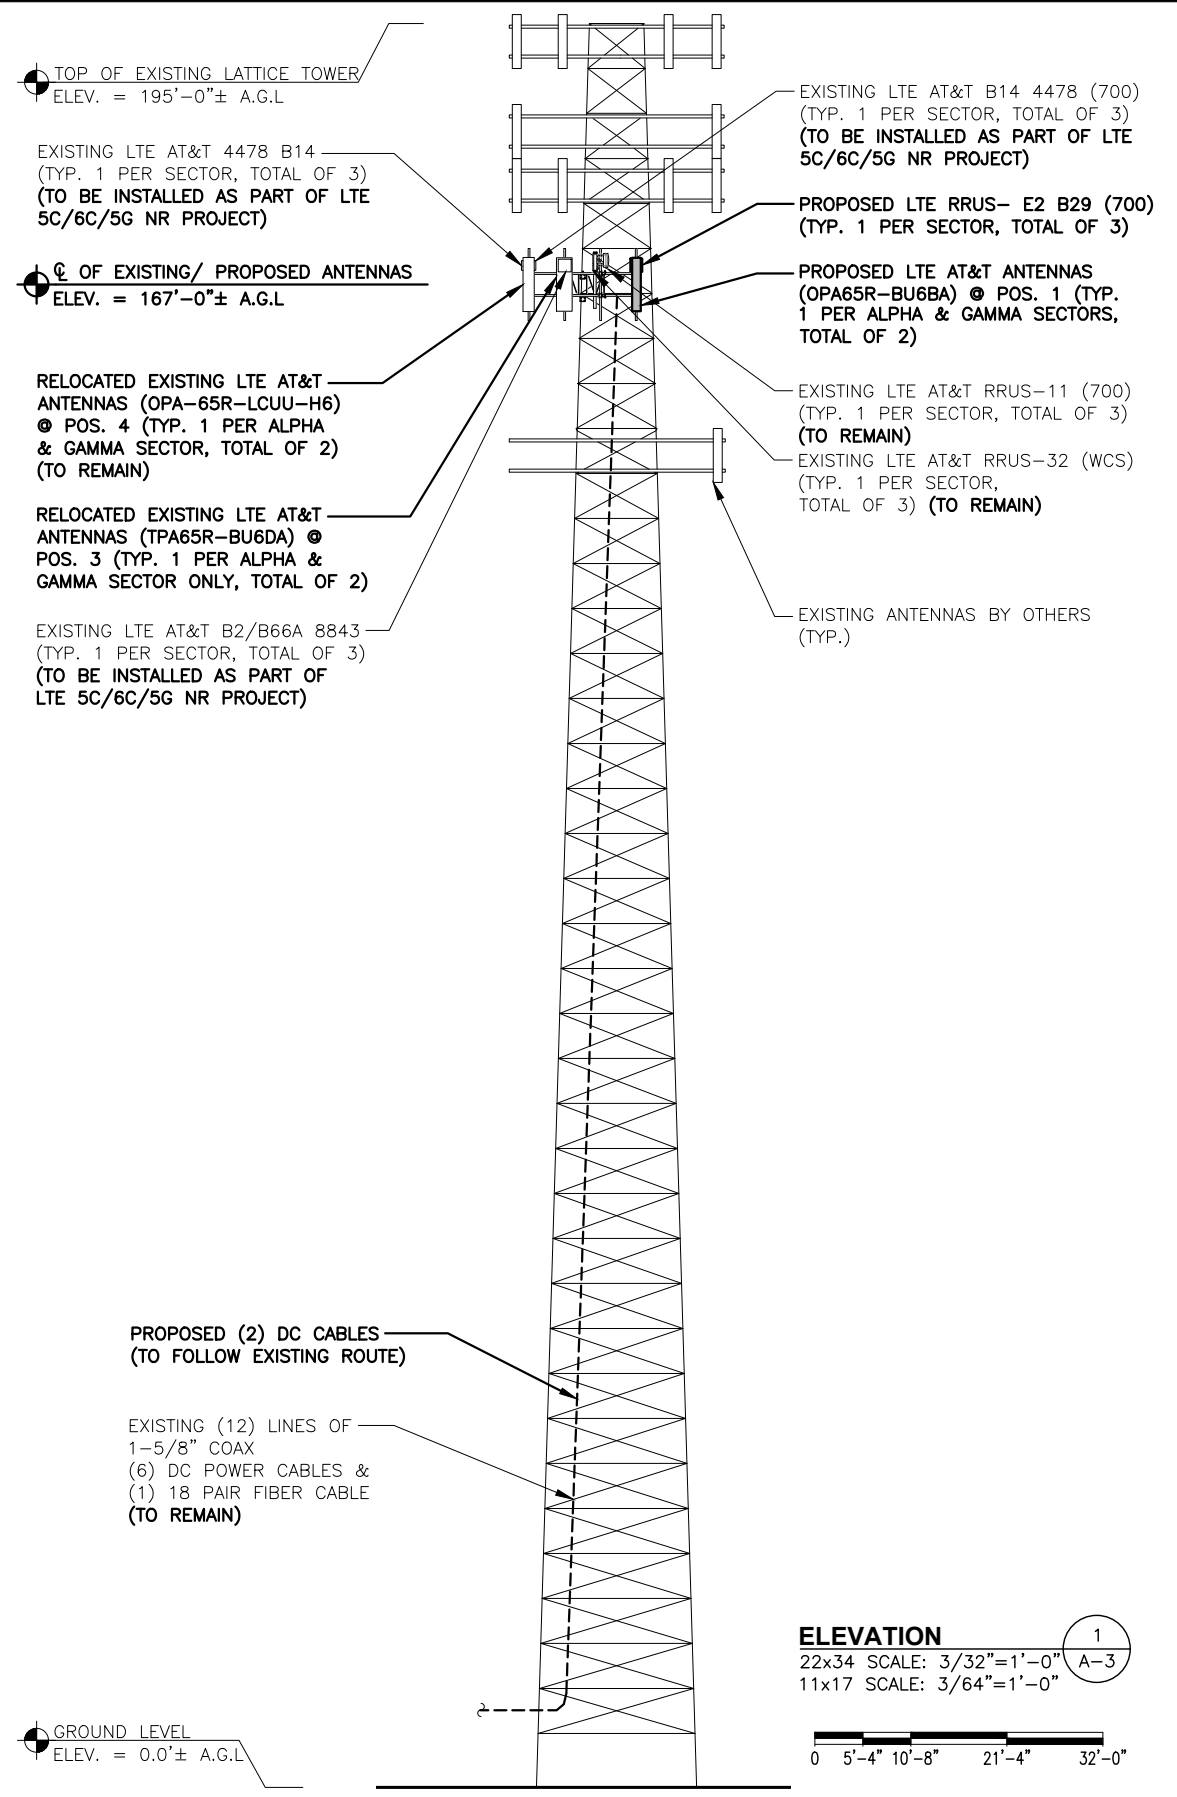 TOP OF EXISTING LATTICE TOWER
ELEV. = 195'-0"± A.G.L
EXISTING LTE AT&T 4478 B14
(TYP. 1 PER SECTOR, TOTAL OF 3)
(TO BE INSTALLED AS PART OF LTE
5C/6C/5G NR PROJECT)
℄ OF EXISTING/ PROPOSED ANTENNAS
ELEV. = 167'-0"± A.G.L
RELOCATED EXISTING LTE AT&T
ANTENNAS (OPA-65R-LCUU-H6)
@ POS. 4 (TYP. 1 PER ALPHA
& GAMMA SECTOR, TOTAL OF 2)
(TO REMAIN)
RELOCATED EXISTING LTE AT&T
ANTENNAS (TPA65R-BU6DA) @
POS. 3 (TYP. 1 PER ALPHA &
GAMMA SECTOR ONLY, TOTAL OF 2)
EXISTING LTE AT&T B2/B66A 8843
(TYP. 1 PER SECTOR, TOTAL OF 3)
(TO BE INSTALLED AS PART OF
LTE 5C/6C/5G NR PROJECT)
EXISTING LTE AT&T B14 4478 (700)
(TYP. 1 PER SECTOR, TOTAL OF 3)
(TO BE INSTALLED AS PART OF LTE
5C/6C/5G NR PROJECT)
PROPOSED LTE RRUS- E2 B29 (700)
(TYP. 1 PER SECTOR, TOTAL OF 3)
PROPOSED LTE AT&T ANTENNAS
(OPA65R-BU6BA) @ POS. 1 (TYP.
1 PER ALPHA & GAMMA SECTORS,
TOTAL OF 2)
EXISTING LTE AT&T RRUS-11 (700)
(TYP. 1 PER SECTOR, TOTAL OF 3)
(TO REMAIN)
EXISTING LTE AT&T RRUS-32 (WCS)
(TYP. 1 PER SECTOR,
TOTAL OF 3) (TO REMAIN)
EXISTING ANTENNAS BY OTHERS
(TYP.)
PROPOSED (2) DC CABLES
(TO FOLLOW EXISTING ROUTE)
EXISTING (12) LINES OF
1-5/8" COAX
(6) DC POWER CABLES &
(1) 18 PAIR FIBER CABLE
(TO REMAIN)
GROUND LEVEL
ELEV. = 0.0'± A.G.L
ELEVATION
22x34 SCALE: 3/32"=1'-0"
11x17 SCALE: 3/64"=1'-0"
1
A-3
0 5'-4" 10'-8" 21'-4" 32'-0"